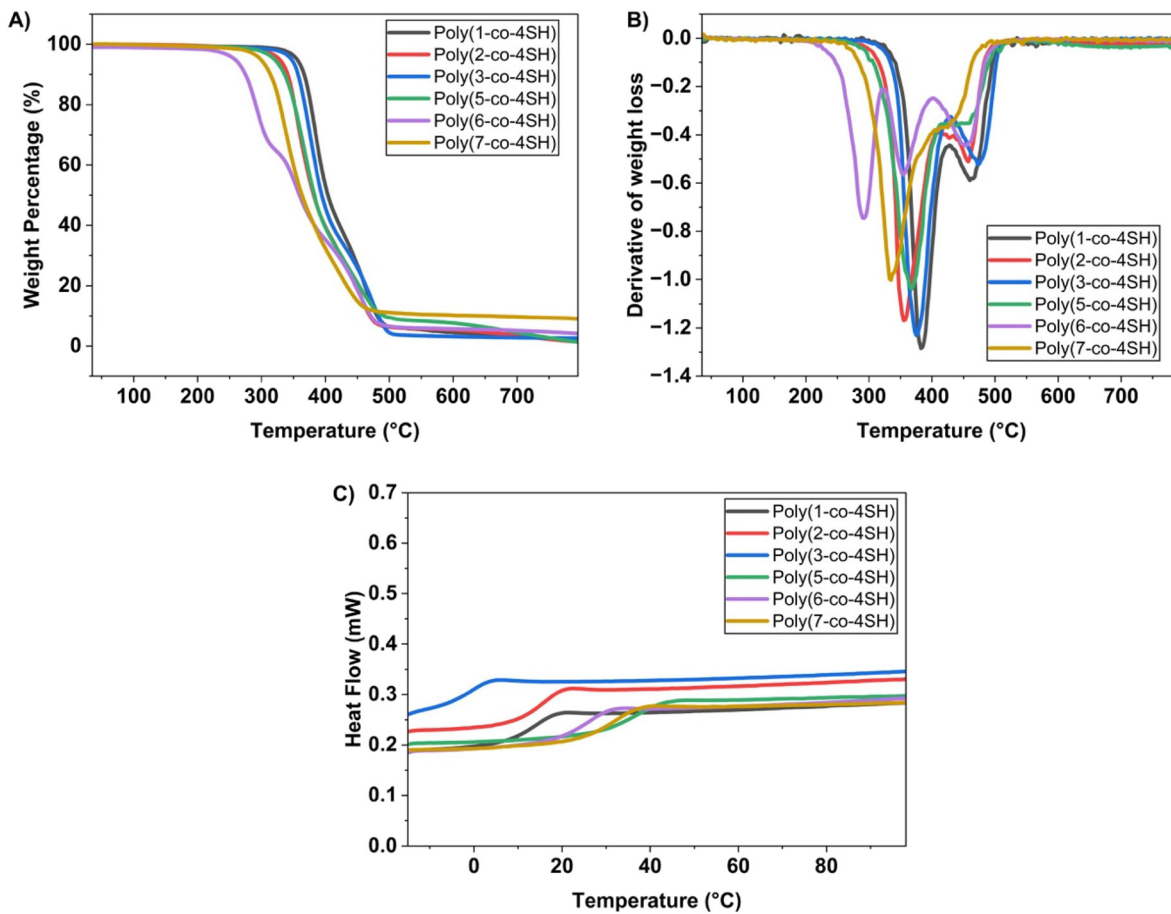 A)
Poly(1-co-4SH)
Poly(2-co-4SH)
Poly(3-co-4SH)
Poly(5-co-4SH)
Poly(6-co-4SH)
Poly(7-co-4SH)
Weight Percentage (%)
100
80
60
40
20
0
100 200 300 400 500 600 700
Temperature (°C)
B)
Derivative of weight loss
0.0
−0.2
−0.4
−0.6
−0.8
−1.0
−1.2
−1.4
Poly(1-co-4SH)
Poly(2-co-4SH)
Poly(3-co-4SH)
Poly(5-co-4SH)
Poly(6-co-4SH)
Poly(7-co-4SH)
100 200 300 400 500 600 700
Temperature (°C)
C)
Heat Flow (mW)
0.7
0.6
0.5
0.4
0.3
0.2
0.1
0.0
Poly(1-co-4SH)
Poly(2-co-4SH)
Poly(3-co-4SH)
Poly(5-co-4SH)
Poly(6-co-4SH)
Poly(7-co-4SH)
0 20 40 60 80
Temperature (°C)